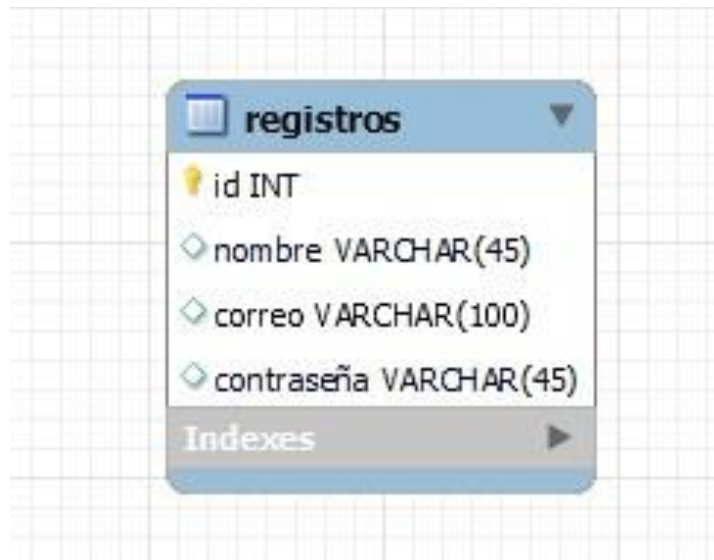 registros
id INT
nombre VARCHAR(45)
correo VARCHAR(100)
contraseña VARCHAR(45)
Indexes